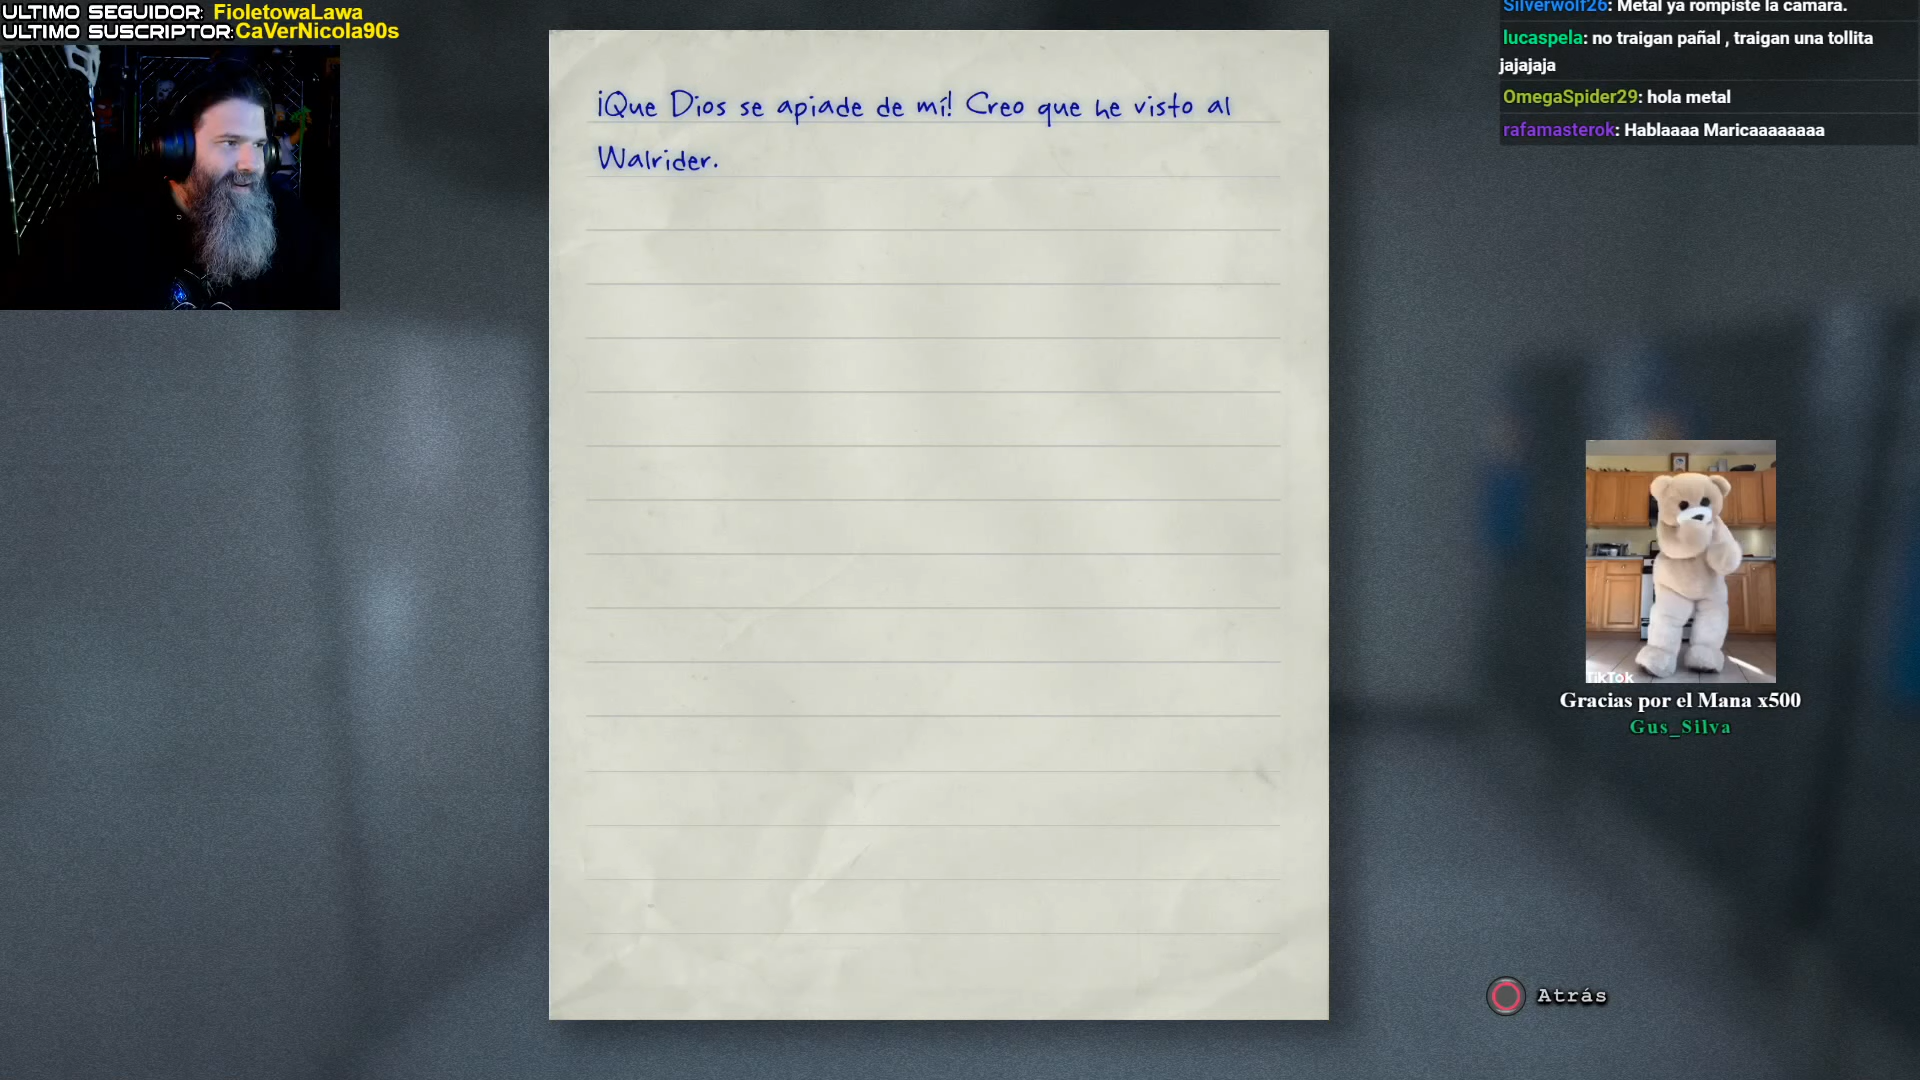 ULTIMO SEGUIDOR: FioletowaLawa
ULTIMO SUSCRIPTOR:CaVerNicola90s
¡Que Dios se apiade de mí! Creo que he visto al
Walrider.
Silverwolf26: Metal ya rompiste la camara.
lucaspela: no traigan pañal , traigan una tollita
jajajaja
OmegaSpider29: hola metal
rafamasterok: Hablaaaa Maricaaaaaaaa
TikTok
Gracias por el Mana x500
Gus_Silva
Atrás